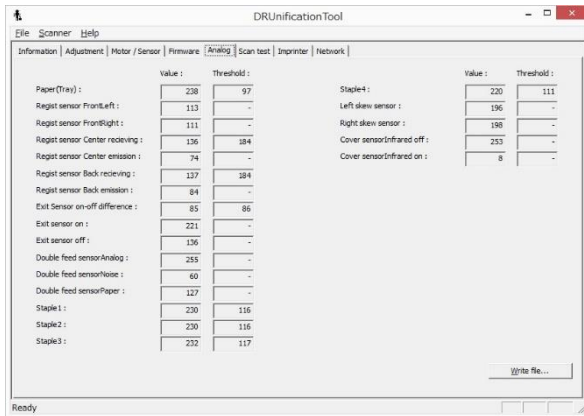 DRUnificationTool
File Scanner Help
Information Adjustment Motor / Sensor Firmware Analog Scan test Imprinter Network
Value : Threshold :
Paper(Tray) : 238 97
Regist sensor FrontLeft : 113 -
Regist sensor FrontRight : 111 -
Regist sensor Center recieving : 136 184
Regist sensor Center emission : 74 -
Regist sensor Back recieving : 137 184
Regist sensor Back emission : 84 -
Exit Sensor on-off difference : 85 86
Exit sensor on : 221 -
Exit sensor off : 136 -
Double feed sensorAnalog : 255 -
Double feed sensorNoise : 60 -
Double feed sensorPaper : 127 -
Staple1 : 230 116
Staple2 : 230 116
Staple3 : 232 117
Value : Threshold :
Staple4 : 220 111
Left skew sensor : 196 -
Right skew sensor : 198 -
Cover sensorInfrared off : 253 -
Cover sensorInfrared on : 8 -
Write file...
Ready